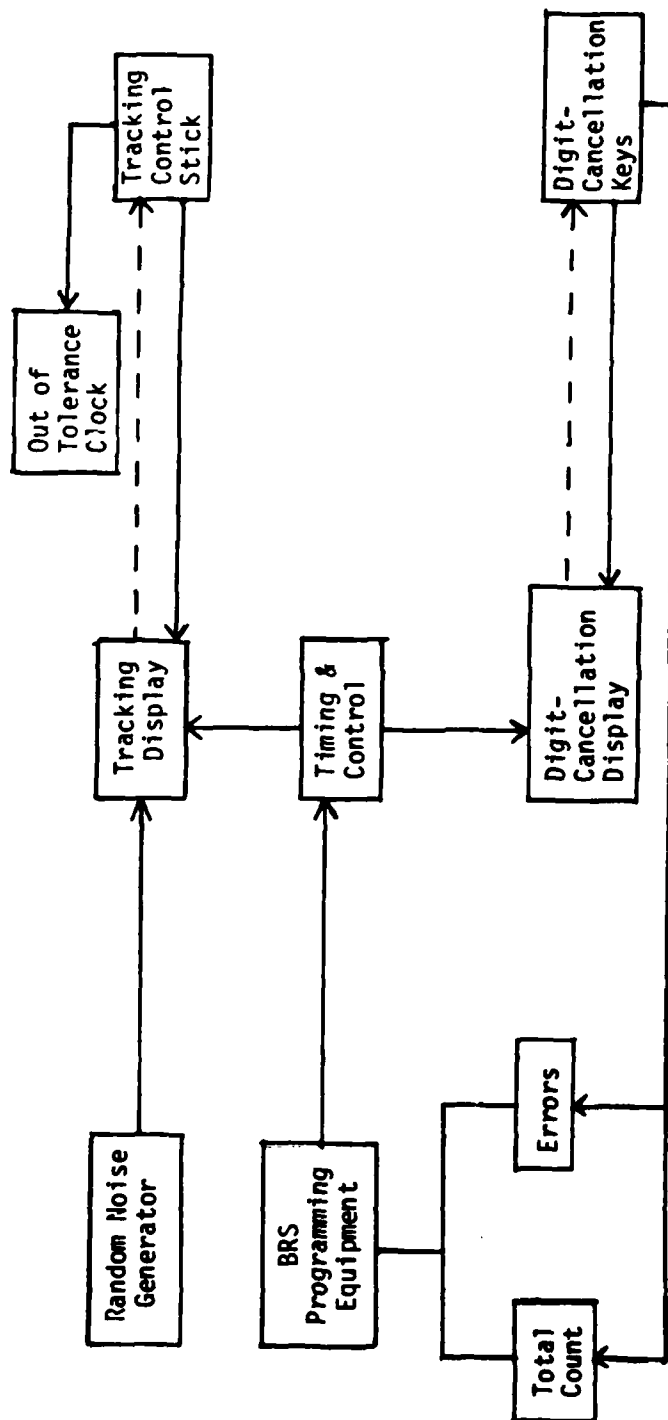 Out of
Tolerance
Clock
Tracking
Control
Stick
Random Noise
Generator
Tracking
Display
BRS
Programming
Equipment
Timing &
Control
Total
Count
Errors
Digit-
Cancellation
Display
Digit-
Cancellation
Keys